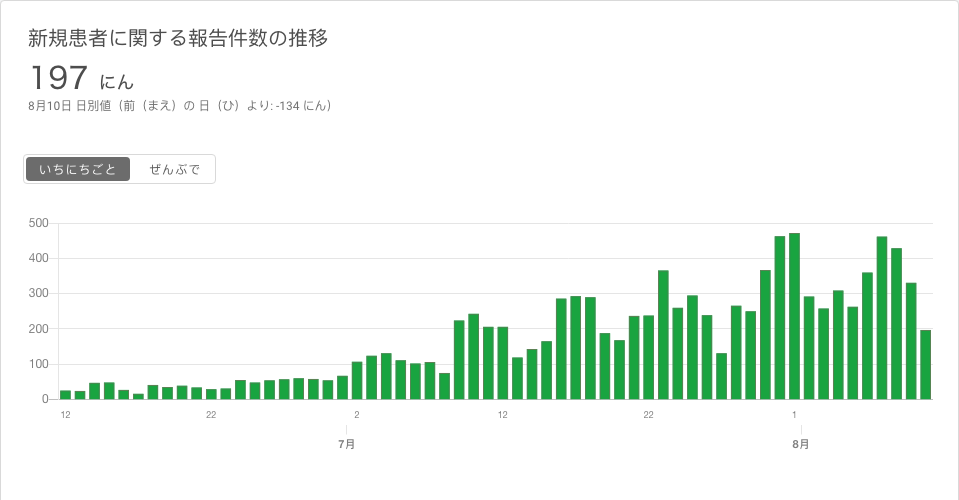 新規患者に関する報告件数の推移
197 にん
8月10日 日別値（前（まえ）の 日（ひ）より: -134 にん）
いちにちごと ぜんぶで
500
400
300
200
100
0
12 22 2 12 22 1
7月 8月